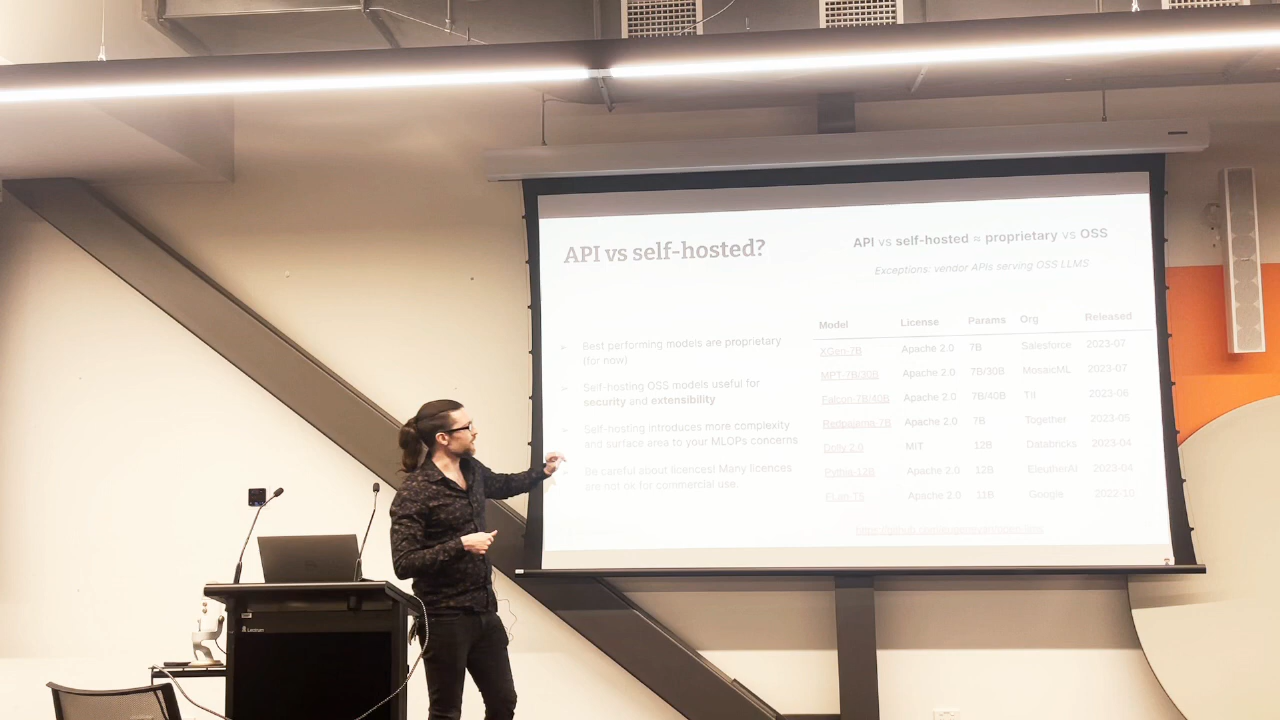 API vs self-hosted?
API vs self-hosted ≈ proprietary vs OSS
Exceptions: vendor APIs serving OSS LLMS
➢ Best performing models are proprietary
(for now)
➢ Self-hosting OSS models useful for
security and extensibility
➢ Self-hosting introduces more complexity
and surface area to your MLOPs concerns
➢ Be careful about licences! Many licences
are not ok for commercial use.
Model License Params Org Released
XGen-7B Apache 2.0 7B Salesforce 2023-07
MPT-7B/30B Apache 2.0 7B/30B MosaicML 2023-07
Falcon-7B/40B Apache 2.0 7B/40B TII 2023-06
Redpajama-7B Apache 2.0 7B Together 2023-05
Dolly 2.0 MIT 12B Databricks 2023-04
Pythia-12B Apache 2.0 12B EleutherAI 2023-04
FLan-T5 Apache 2.0 11B Google 2022-10
Lectrum